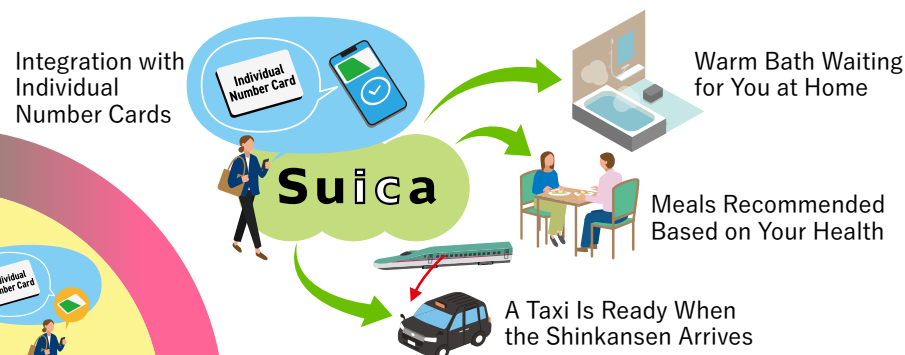 Integration with
Individual
Number Cards
Individual
Number Card
Suica
Warm Bath Waiting
for You at Home
Meals Recommended
Based on Your Health
A Taxi Is Ready When
the Shinkansen Arrives
Card